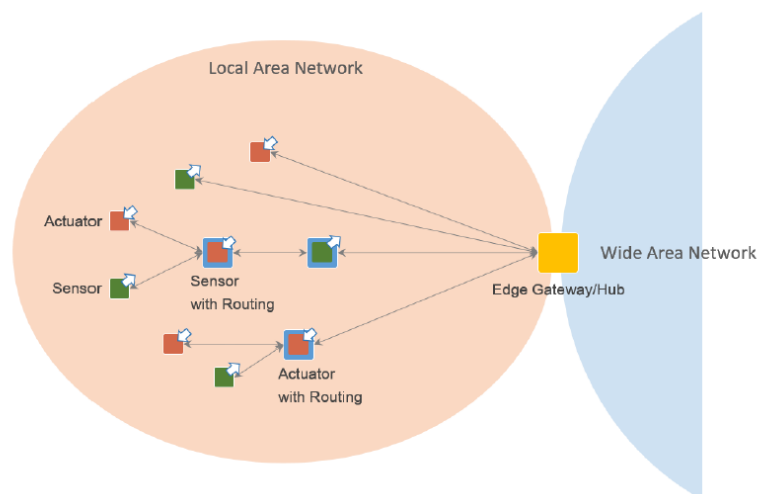 Local Area Network
Actuator
Wide Area Network
Sensor
Sensor
with Routing
Edge Gateway/Hub
Actuator
with Routing